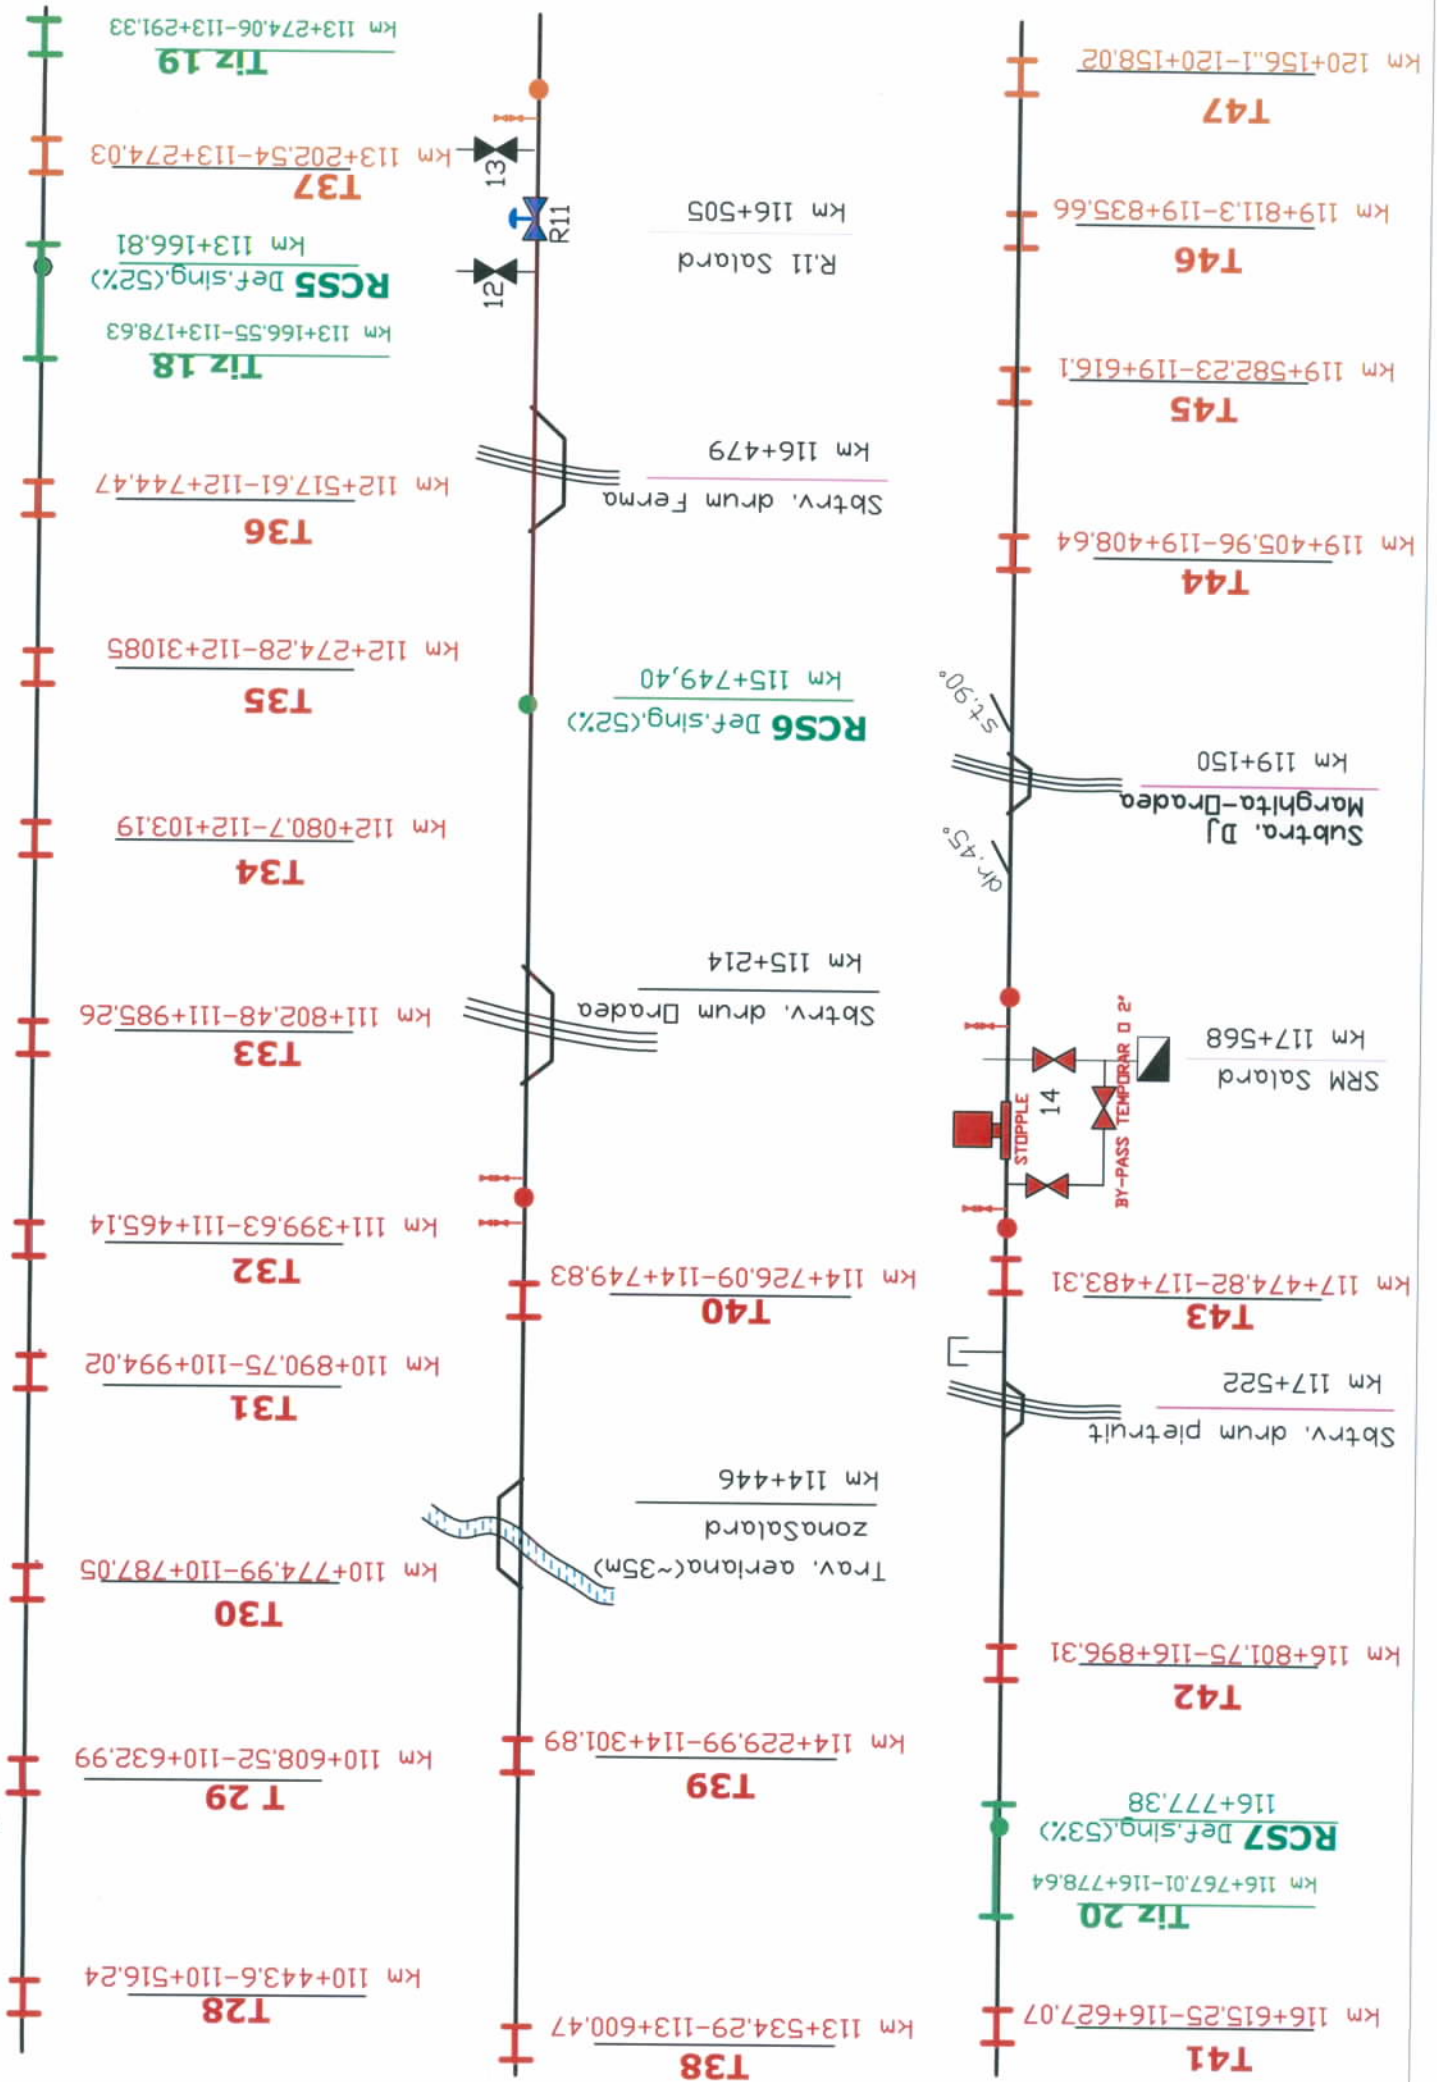 T41
km 116+615.25-116+627.07
Tiz 20
km 116+767.01-116+778.64
RCS7 Def.sing.(53%)
116+777.38
T42
km 116+801.75-116+896.31
Sbtrv. drum pietruit
km 117+522
T43
km 117+474.82-117+483.31
STOPPLE
14
BY-PASS TEMPORAR □ 2"
SRM Salard
km 117+568
dr.45°
Subtra. Dj
Marghita-Oradea
km 119+150
st.90°
T44
km 119+405.96-119+408.64
T45
km 119+582.23-119+616.1
T46
km 119+811.3-119+835.66
T47
km 120+156..1-120+158.02
T38
km 113+534.29-113+600.47
T39
km 114+229.99-114+301.89
Trav. aeriana(~35m)
zonaSalard
km 114+446
T40
km 114+726.09-114+749.83
Sbtrv. drum Oradea
km 115+214
RCS6 Def.sing.(52%)
km 115+749,40
Sbtrv. drum Ferma
km 116+479
12
R.11 Salard
km 116+505
R11
13
T28
km 110+443.6-110+516.24
T 29
km 110+608.52-110+632.99
T30
km 110+774.99-110+787.05
T31
km 110+890.75-110+994.02
T32
km 111+399.63-111+465.14
T33
km 111+802.48-111+985.26
T34
km 112+080.7-112+103.19
T35
km 112+274.28-112+31085
T36
km 112+517.61-112+744.47
Tiz 18
km 113+166.55-113+178.63
RCS5 Def.sing.(52%)
km 113+166.81
T37
km 113+202.54-113+274.03
Tiz 19
km 113+274.06-113+291.33